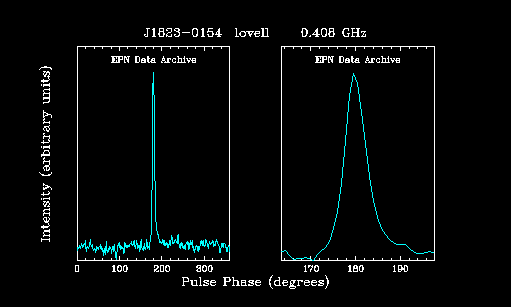 J1823-0154 lovell 0.408 GHz
EPN Data Archive EPN Data Archive
Intensity (arbitrary units)
0 100 200 300 170 180 190
Pulse Phase (degrees)